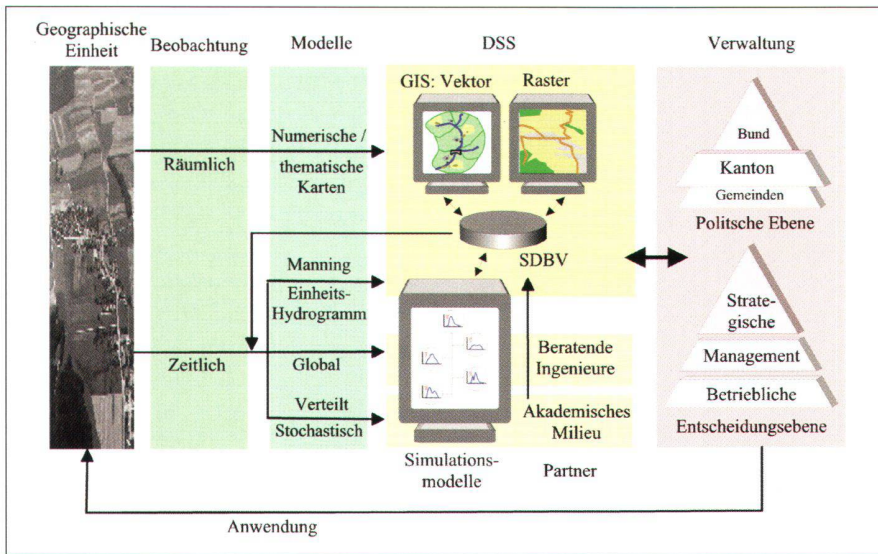 Geographische
Einheit
Beobachtung
Modelle
DSS
Verwaltung
GIS: Vektor
Raster
Räumlich
Numerische /
thematische
Karten
SDBV
Manning
Einheits-
Hydrogramm
Zeitlich
Global
Verteilt
Stochastisch
Beratende
Ingenieure
Akademisches
Milieu
Simulations-
modelle
Partner
Bund
Kanton
Gemeinden
Politsche Ebene
Strate-
gische
Management
Betriebliche
Entscheidungsebene
Anwendung